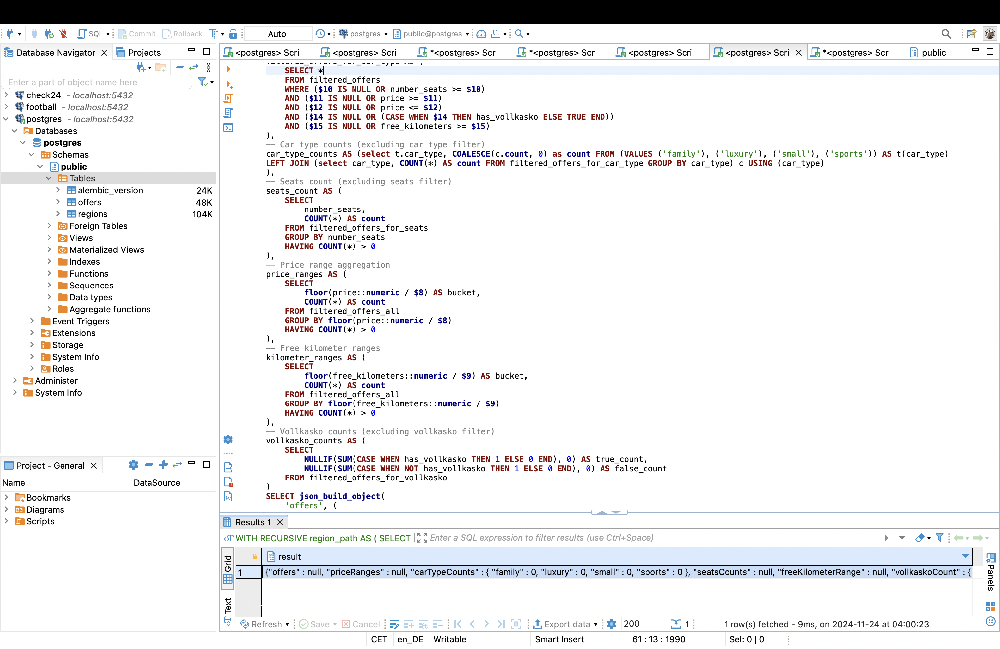 SQL Commit Rollback Auto postgres public@postgres
Database Navigator Projects
Enter a part of object name here
check24 - localhost:5432
football - localhost:5432
postgres - localhost:5432
Databases
postgres
Schemas
public
Tables
alembic_version 24K
offers 48K
regions 104K
Foreign Tables
Views
Materialized Views
Indexes
Functions
Sequences
Data types
Aggregate functions
Event Triggers
Extensions
Storage
System Info
Roles
Administer
System Info
Project - General
Name DataSource
Bookmarks
Diagrams
Scripts
<postgres> Scri <postgres> Scri *<postgres> Scr *<postgres> Scr <postgres> Scri <postgres> Scri *<postgres> Scr public
filtered_offers_for_car_type AS (
SELECT *
FROM filtered_offers
WHERE ($10 IS NULL OR number_seats >= $10)
AND ($11 IS NULL OR price >= $11)
AND ($12 IS NULL OR price <= $12)
AND ($14 IS NULL OR (CASE WHEN $14 THEN has_vollkasko ELSE TRUE END))
AND ($15 IS NULL OR free_kilometers >= $15)
),
-- Car type counts (excluding car type filter)
car_type_counts AS (select t.car_type, COALESCE(c.count, 0) as count FROM (VALUES ('family'), ('luxury'), ('small'), ('sports')) AS t(car_type)
LEFT JOIN (select car_type, COUNT(*) AS count FROM filtered_offers_for_car_type GROUP BY car_type) c USING (car_type)
),
-- Seats count (excluding seats filter)
seats_count AS (
SELECT
number_seats,
COUNT(*) AS count
FROM filtered_offers_for_seats
GROUP BY number_seats
HAVING COUNT(*) > 0
),
-- Price range aggregation
price_ranges AS (
SELECT
floor(price::numeric / $8) AS bucket,
COUNT(*) AS count
FROM filtered_offers_all
GROUP BY floor(price::numeric / $8)
HAVING COUNT(*) > 0
),
-- Free kilometer ranges
kilometer_ranges AS (
SELECT
floor(free_kilometers::numeric / $9) AS bucket,
COUNT(*) AS count
FROM filtered_offers_all
GROUP BY floor(free_kilometers::numeric / $9)
HAVING COUNT(*) > 0
),
-- Vollkasko counts (excluding vollkasko filter)
vollkasko_counts AS (
SELECT
NULLIF(SUM(CASE WHEN has_vollkasko THEN 1 ELSE 0 END), 0) AS true_count,
NULLIF(SUM(CASE WHEN NOT has_vollkasko THEN 1 ELSE 0 END), 0) AS false_count
FROM filtered_offers_for_vollkasko
)
SELECT json_build_object(
'offers', (
Results 1
WITH RECURSIVE region_path AS ( SELECT Enter a SQL expression to filter results (use Ctrl+Space)
Grid
Text
Panels
result
1 {"offers" : null, "priceRanges" : null, "carTypeCounts" : { "family" : 0, "luxury" : 0, "small" : 0, "sports" : 0 }, "seatsCounts" : null, "freeKilometerRange" : null, "vollkaskoCount" : {
Refresh Save Cancel Export data 200 1 ... 1 row(s) fetched - 9ms, on 2024-11-24 at 04:00:23
CET en_DE Writable Smart Insert 61 : 13 : 1990 Sel: 0 | 0